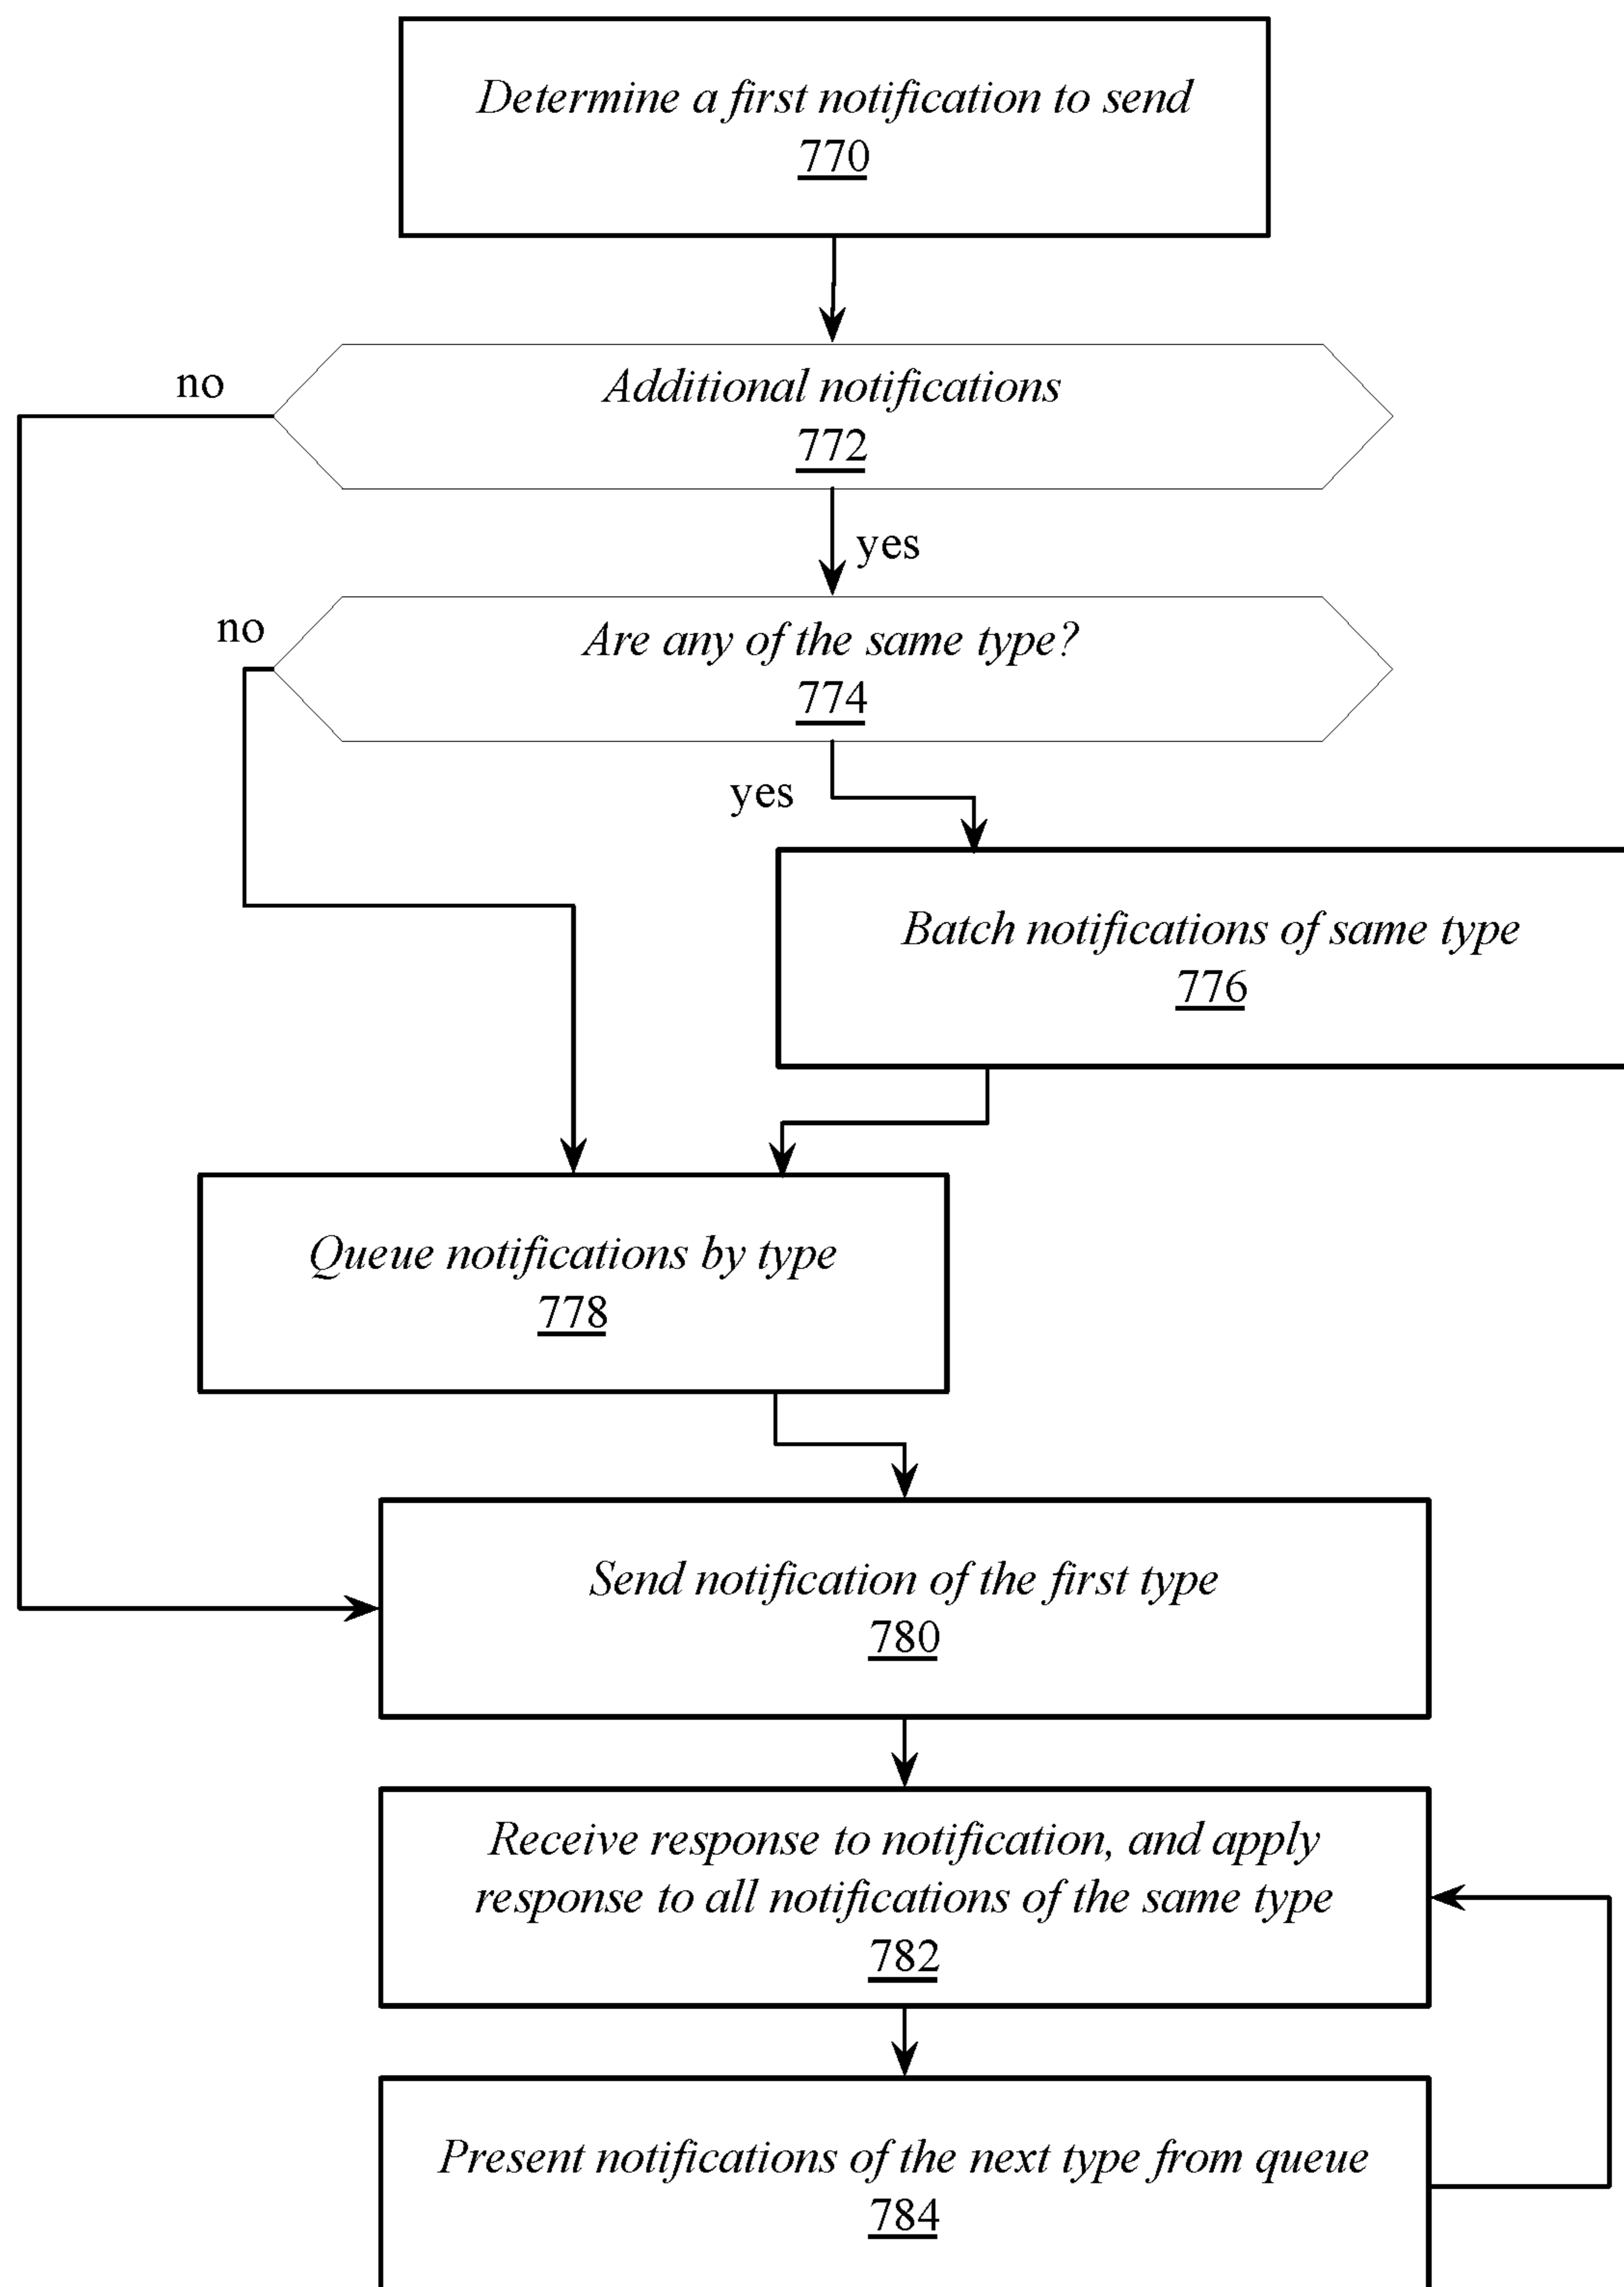 Determine a first notification to send
770
Additional notifications
772
no
yes
Are any of the same type?
774
no
yes
Batch notifications of same type
776
Queue notifications by type
778
Send notification of the first type
780
Receive response to notification, and apply
response to all notifications of the same type
782
Present notifications of the next type from queue
784